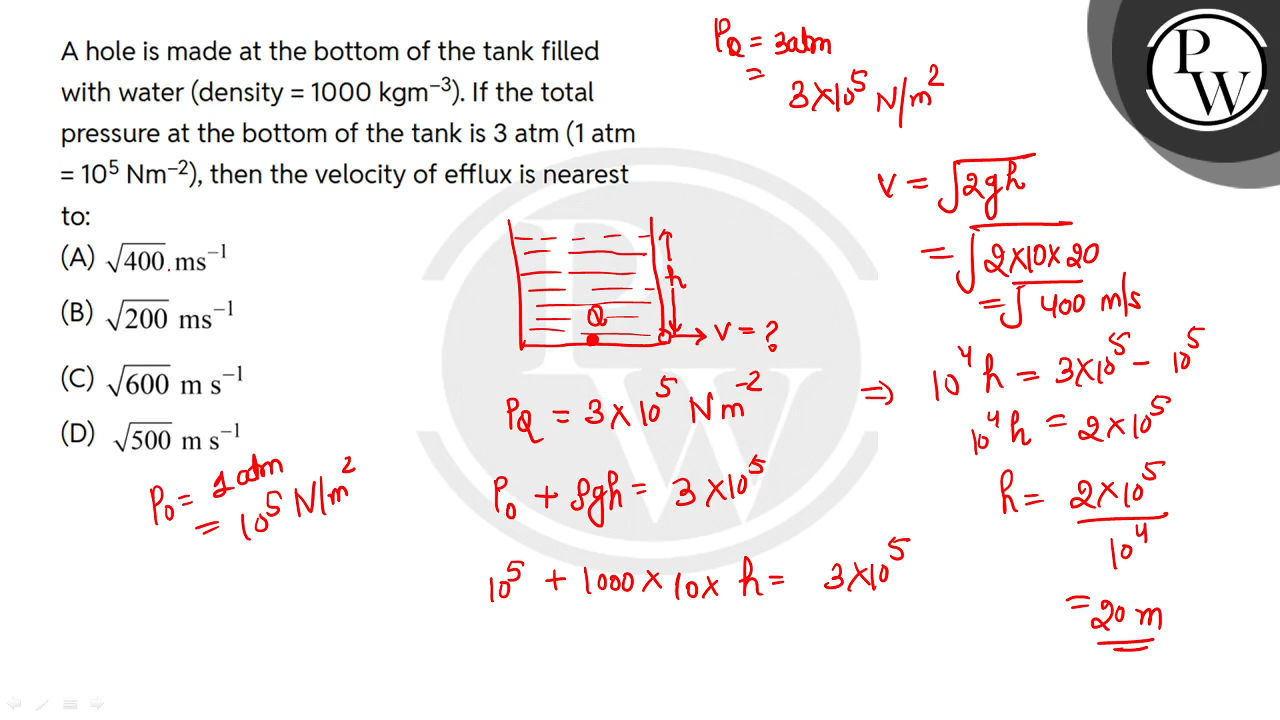 A hole is made at the bottom of the tank filled
with water (density = 1000 kgm⁻³). If the total
pressure at the bottom of the tank is 3 atm (1 atm
= 10⁵ Nm⁻²), then the velocity of efflux is nearest
to:
(A) √400 . ms⁻¹
(B) √200 ms⁻¹
(C) √600 m s⁻¹
(D) √500 m s⁻¹
P₀ = 1 atm
= 10⁵ N/m²
h
Q
V = ?
P_Q = 3×10⁵ Nm⁻²
P₀ + ρgh = 3×10⁵
10⁵ + 1000 × 10 × h = 3×10⁵
P_Q = 3atm
= 3×10⁵ N/m²
V = √2gh
= √2×10×20
= √400 m/s
⇒ 10⁴h = 3×10⁵ − 10⁵
10⁴h = 2×10⁵
h = 2×10⁵
10⁴
= 20 m
P
W
P
W